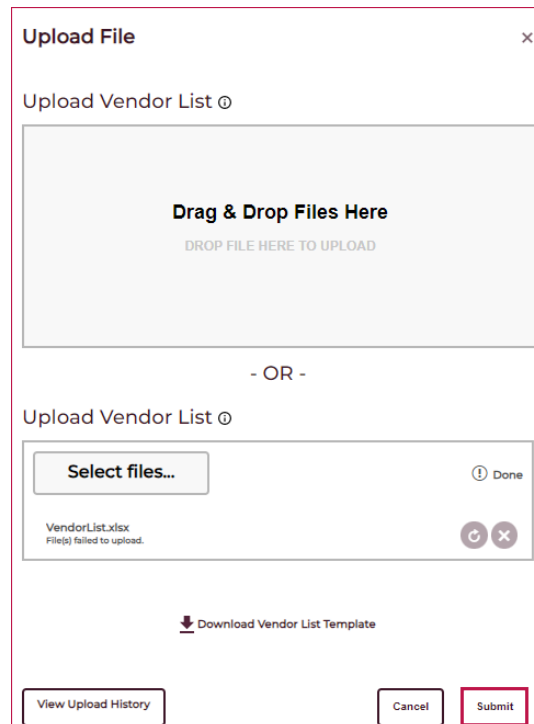 Upload File
Upload Vendor List
Drag & Drop Files Here
DROP FILE HERE TO UPLOAD
- OR -
Upload Vendor List
Select files...
Done
VendorList.xlsx
File(s) failed to upload.
Download Vendor List Template
View Upload History
Cancel
Submit